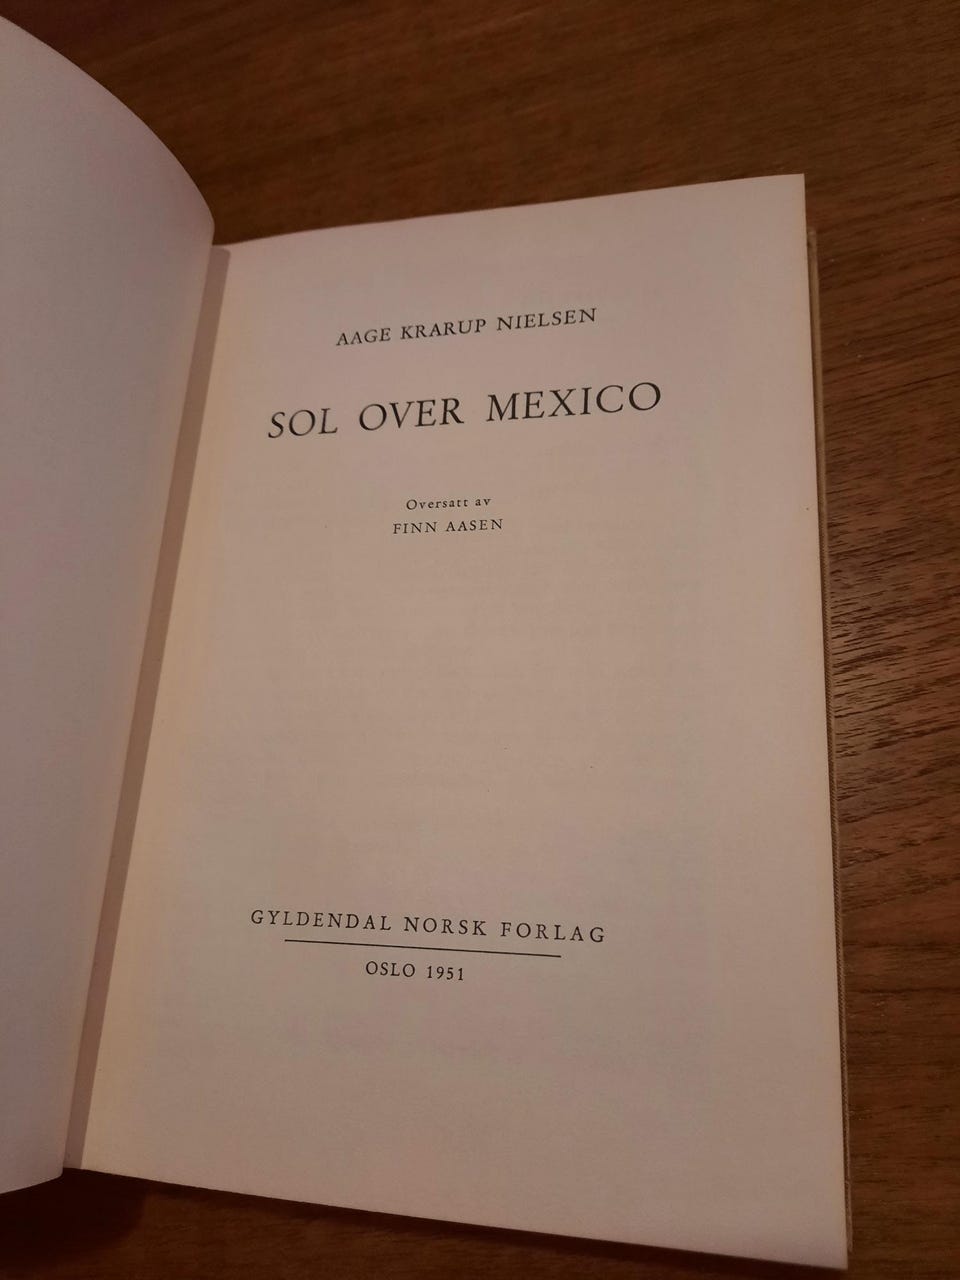 AAGE KRARUP NIELSEN
SOL OVER MEXICO
Oversatt av
FINN AASEN
GYLDENDAL NORSK FORLAG
OSLO 1951